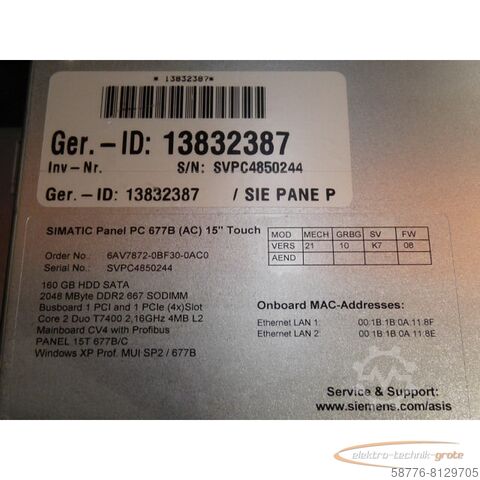 * 13832387*
Ger.-ID: 13832387
Inv-Nr. S/N: SVPC4850244
Ger.-ID: 13832387 / SIE PANE P
SIMATIC Panel PC 677B (AC) 15" Touch
Order No.: 6AV7872-0BF30-0AC0
Serial No.: SVPC4850244
MOD MECH GRBG SV FW
VERS 21 10 K7 08
AEND
160 GB HDD SATA
2048 MByte DDR2 667 SODIMM
Busboard 1 PCI and 1 PCIe (4x)Slot
Core 2 Duo T7400 2,16GHz 4MB L2
Mainboard CV4 with Profibus
PANEL 15T 677B/C
Windows XP Prof. MUI SP2 / 677B
Onboard MAC-Addresses:
Ethernet LAN 1: 00:1B:1B:0A:11:8F
Ethernet LAN 2: 00:1B:1B:0A:11:8E
Service & Support:
www.siemens.com/asis
elektro-technik-grote
58776-8129705